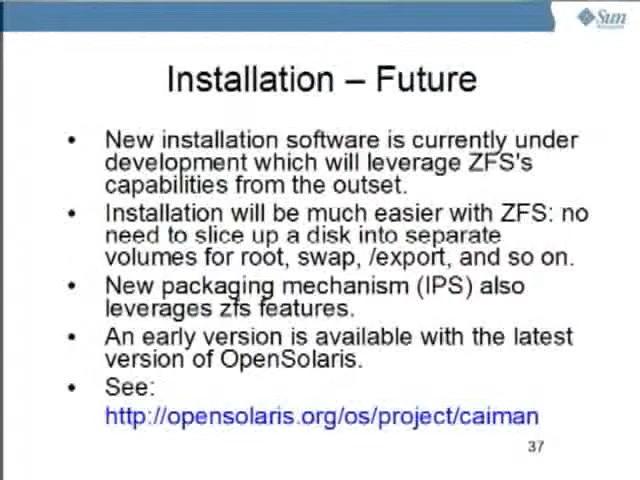 Sun
Installation – Future
• New installation software is currently under
development which will leverage ZFS's
capabilities from the outset.
• Installation will be much easier with ZFS: no
need to slice up a disk into separate
volumes for root, swap, /export, and so on.
• New packaging mechanism (IPS) also
leverages zfs features.
• An early version is available with the latest
version of OpenSolaris.
• See:
http://opensolaris.org/os/project/caiman
37